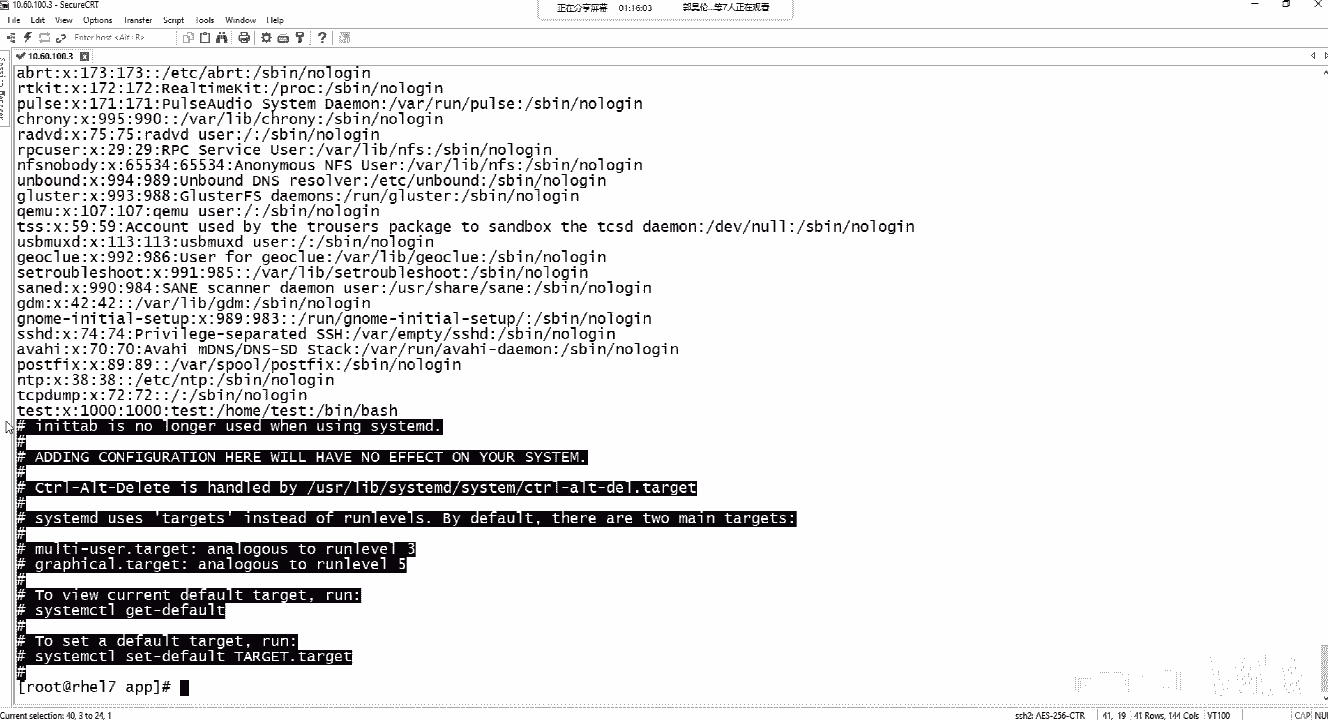 10.60.100.3 - SecureCRT
正在分享屏幕 01:16:03 郭具伦...等7人正在观看
File Edit View Options Transfer Script Tools Window Help
Enter host <Alt+R>
10.60.100.3
abrt:x:173:173::/etc/abrt:/sbin/nologin
rtkit:x:172:172:RealtimeKit:/proc:/sbin/nologin
pulse:x:171:171:PulseAudio System Daemon:/var/run/pulse:/sbin/nologin
chrony:x:995:990::/var/lib/chrony:/sbin/nologin
radvd:x:75:75:radvd user:/:/sbin/nologin
rpcuser:x:29:29:RPC Service User:/var/lib/nfs:/sbin/nologin
nfsnobody:x:65534:65534:Anonymous NFS User:/var/lib/nfs:/sbin/nologin
unbound:x:994:989:Unbound DNS resolver:/etc/unbound:/sbin/nologin
gluster:x:993:988:GlusterFS daemons:/run/gluster:/sbin/nologin
qemu:x:107:107:qemu user:/:/sbin/nologin
tss:x:59:59:Account used by the trousers package to sandbox the tcsd daemon:/dev/null:/sbin/nologin
usbmuxd:x:113:113:usbmuxd user:/:/sbin/nologin
geoclue:x:992:986:User for geoclue:/var/lib/geoclue:/sbin/nologin
setroubleshoot:x:991:985::/var/lib/setroubleshoot:/sbin/nologin
saned:x:990:984:SANE scanner daemon user:/usr/share/sane:/sbin/nologin
gdm:x:42:42::/var/lib/gdm:/sbin/nologin
gnome-initial-setup:x:989:983::/run/gnome-initial-setup/:/sbin/nologin
sshd:x:74:74:Privilege-separated SSH:/var/empty/sshd:/sbin/nologin
avahi:x:70:70:Avahi mDNS/DNS-SD Stack:/var/run/avahi-daemon:/sbin/nologin
postfix:x:89:89::/var/spool/postfix:/sbin/nologin
ntp:x:38:38::/etc/ntp:/sbin/nologin
tcpdump:x:72:72::/:/sbin/nologin
test:x:1000:1000:test:/home/test:/bin/bash
# inittab is no longer used when using systemd.
#
# ADDING CONFIGURATION HERE WILL HAVE NO EFFECT ON YOUR SYSTEM.
#
# Ctrl-Alt-Delete is handled by /usr/lib/systemd/system/ctrl-alt-del.target
#
# systemd uses 'targets' instead of runlevels. By default, there are two main targets:
#
# multi-user.target: analogous to runlevel 3
# graphical.target: analogous to runlevel 5
#
# To view current default target, run:
# systemctl get-default
#
# To set a default target, run:
# systemctl set-default TARGET.target
#
[root@rhel7 app]#
Current selection: 40, 3 to 24, 1 ssh2: AES-256-CTR 41, 19 41 Rows, 144 Cols VT100 CAP NUM